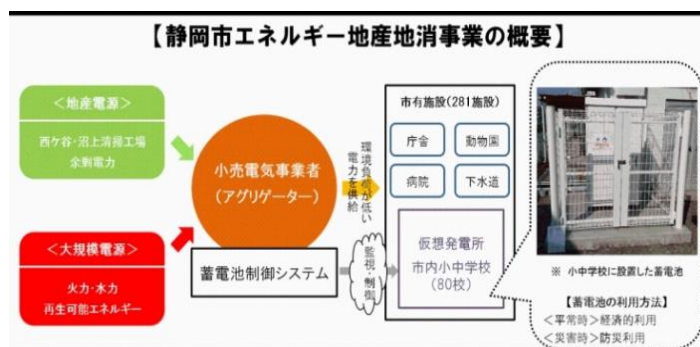 【静岡市エネルギー地産地消事業の概要】
<地産電源>
西ケ谷・沼上清掃工場
余剰電力
<大規模電源>
火力・水力
再生可能エネルギー
小売電気事業者
(アグリゲーター)
蓄電池制御システム
環境負荷が低い
電力を供給
監視・制御
市有施設(281施設)
庁舎
動物園
病院
下水道
仮想発電所
市内小中学校
(80校)
※ 小中学校に設置した蓄電池
【蓄電池の利用方法】
<平常時>経済的利用
<災害時>防災利用